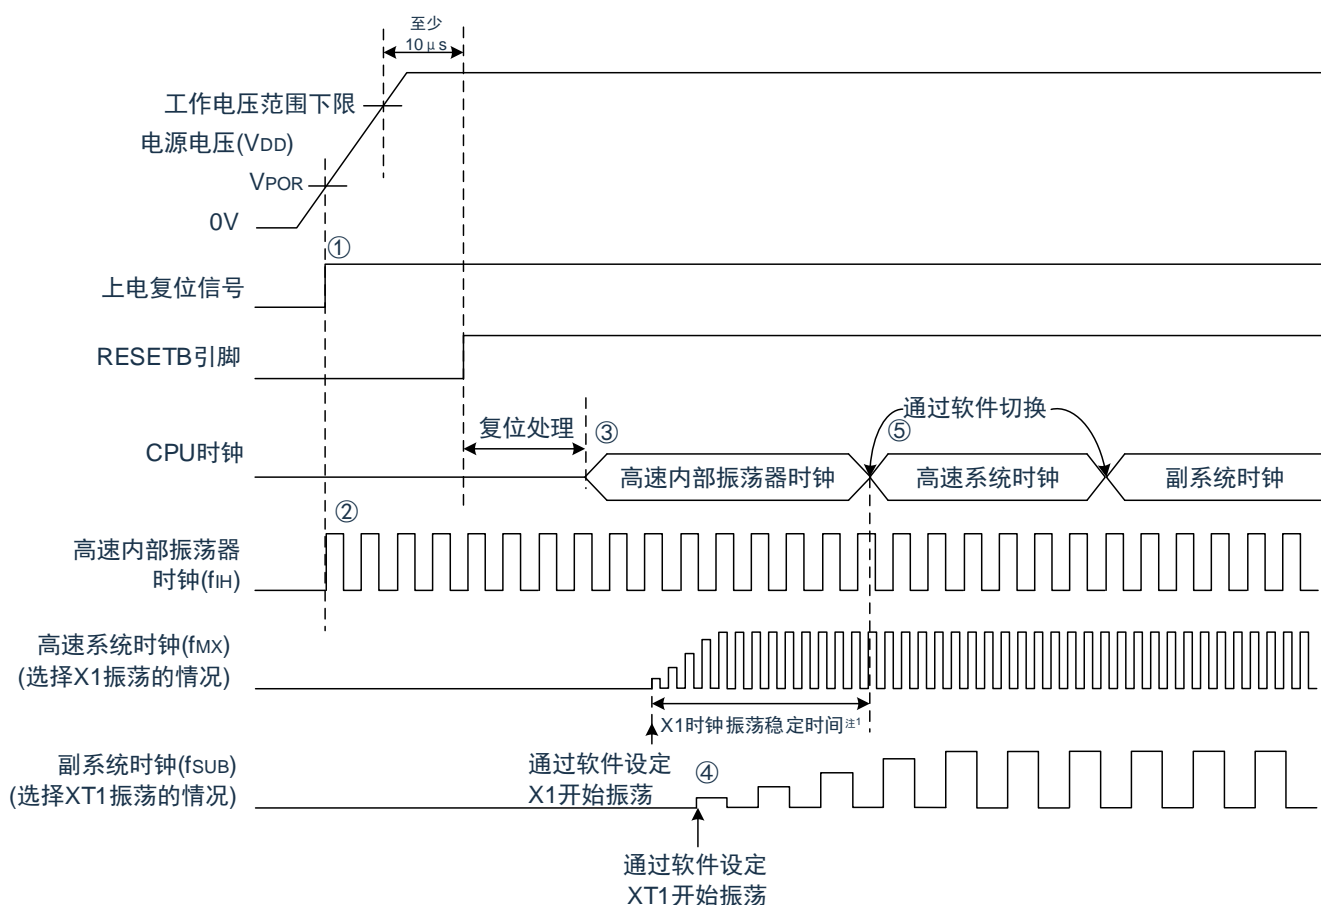 至少
10μs
工作电压范围下限
电源电压(VDD)
VPOR
0V
①
上电复位信号
RESETB引脚
通过软件切换
复位处理
③
⑤
CPU时钟
高速内部振荡器时钟
高速系统时钟
副系统时钟
②
高速内部振荡器
时钟(fIH)
高速系统时钟(fMX)
(选择X1振荡的情况)
X1时钟振荡稳定时间注1
副系统时钟(fSUB)
(选择XT1振荡的情况)
通过软件设定
X1开始振荡
④
通过软件设定
XT1开始振荡